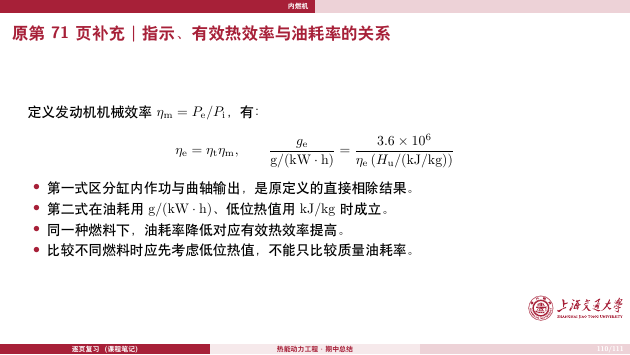 内燃机
原第 71 页补充 | 指示、有效热效率与油耗率的关系
定义发动机机械效率 ηm = Pe/Pi，有：
ηe = ηtηm, ge / g/(kW · h) = 3.6 × 10^6 / ηe (Hu/(kJ/kg))
第一式区分缸内作功与曲轴输出，是原定义的直接相除结果。
第二式在油耗用 g/(kW · h)、低位热值用 kJ/kg 时成立。
同一种燃料下，油耗率降低对应有效热效率提高。
比较不同燃料时应先考虑低位热值，不能只比较质量油耗率。
上海交通大学
SHANGHAI JIAO TONG UNIVERSITY
逐页复习（课程笔记） 热能动力工程 · 期中总结